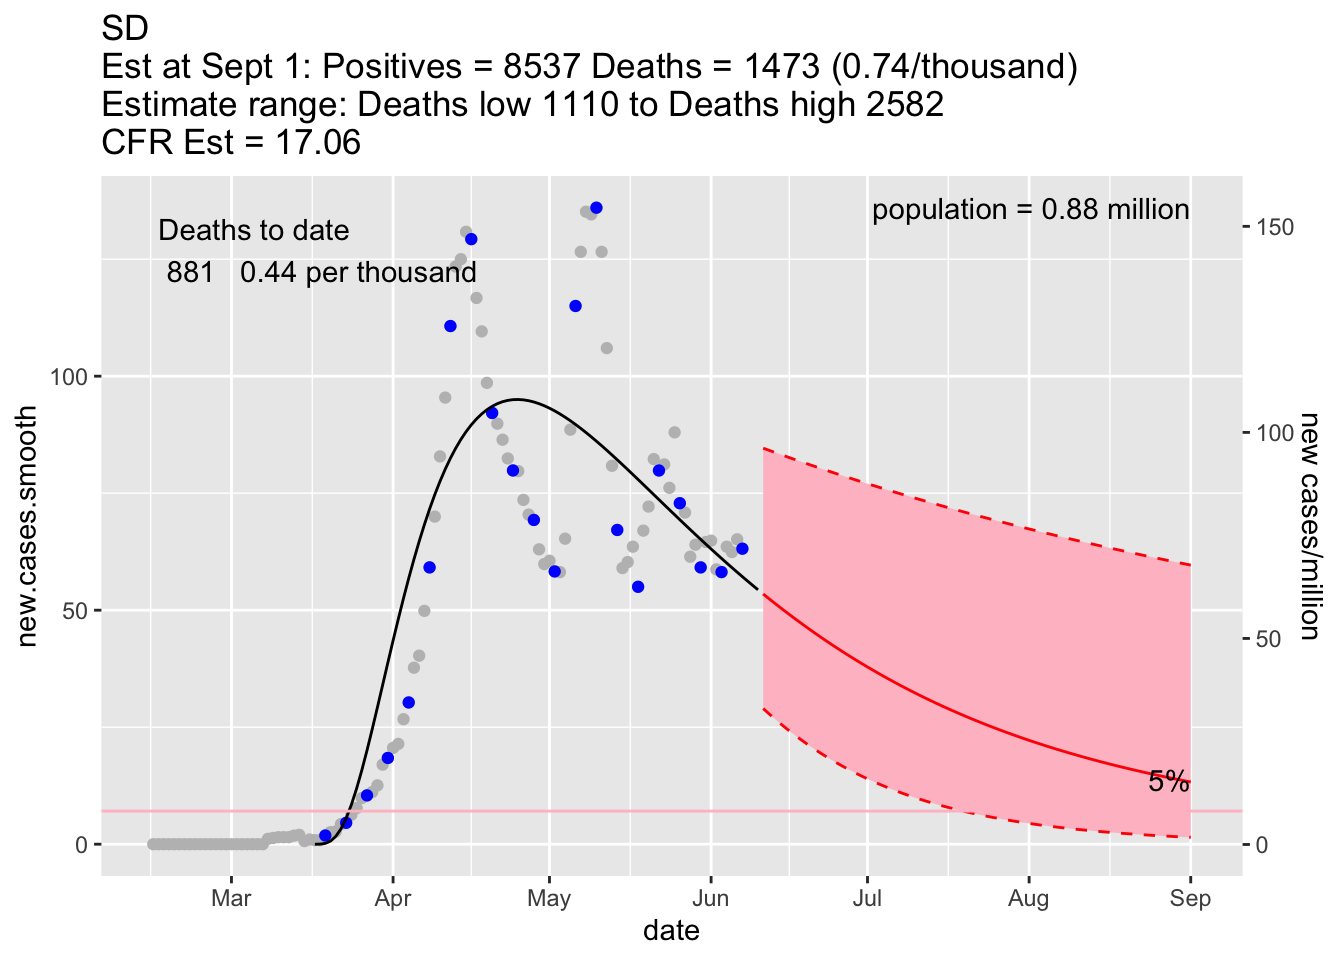 SD
Est at Sept 1: Positives = 8537 Deaths = 1473 (0.74/thousand)
Estimate range: Deaths low 1110 to Deaths high 2582
CFR Est = 17.06
Deaths to date
881 0.44 per thousand
population = 0.88 million
5%
new.cases.smooth
100
50
0
150
100
50
0
new cases/million
Mar Apr May Jun Jul Aug Sep
date